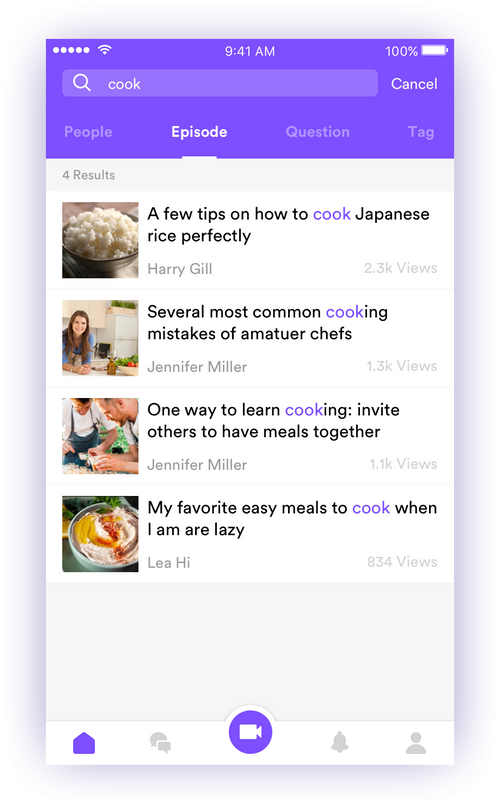 9:41 AM 100%
cook Cancel
People Episode Question Tag
4 Results
A few tips on how to cook Japanese
rice perfectly
Harry Gill 2.3k Views
Several most common cooking
mistakes of amatuer chefs
Jennifer Miller 1.3k Views
One way to learn cooking: invite
others to have meals together
Jennifer Miller 1.1k Views
My favorite easy meals to cook when
I am are lazy
Lea Hi 834 Views